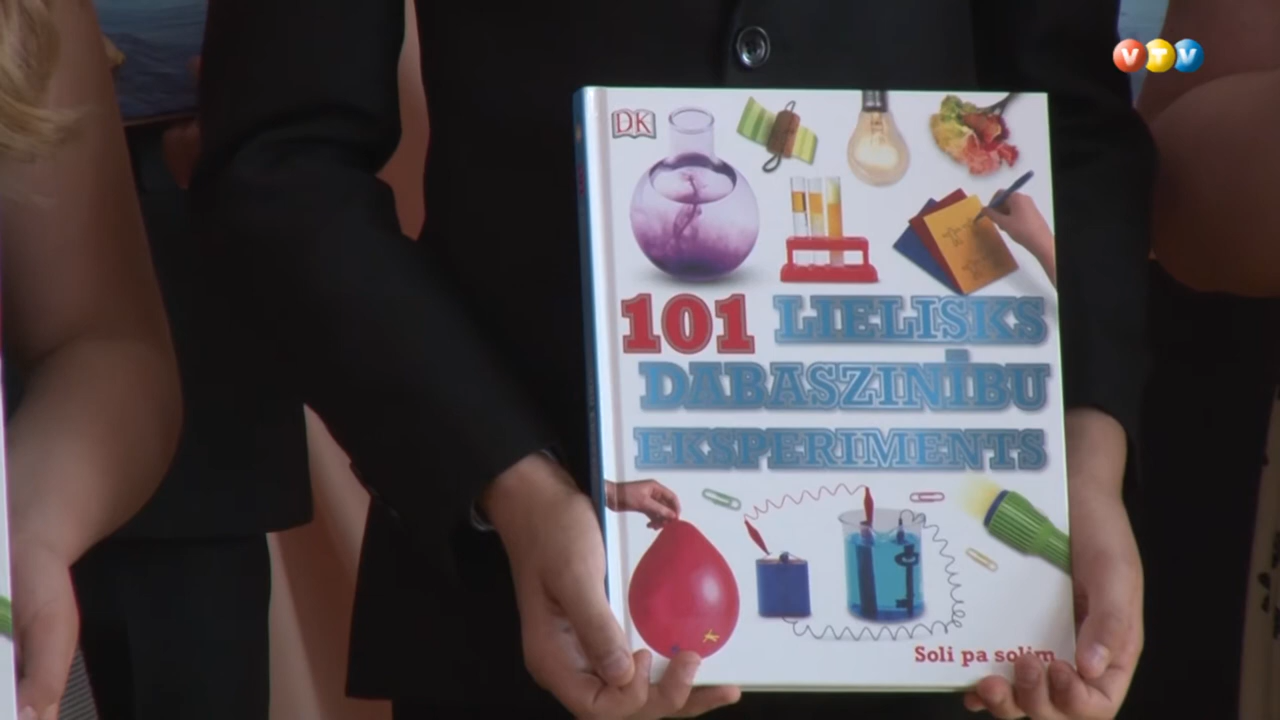 VTV
DK
101 LIELISKS
DABASZINĪBU
EKSPERIMENTS
Soli pa solim